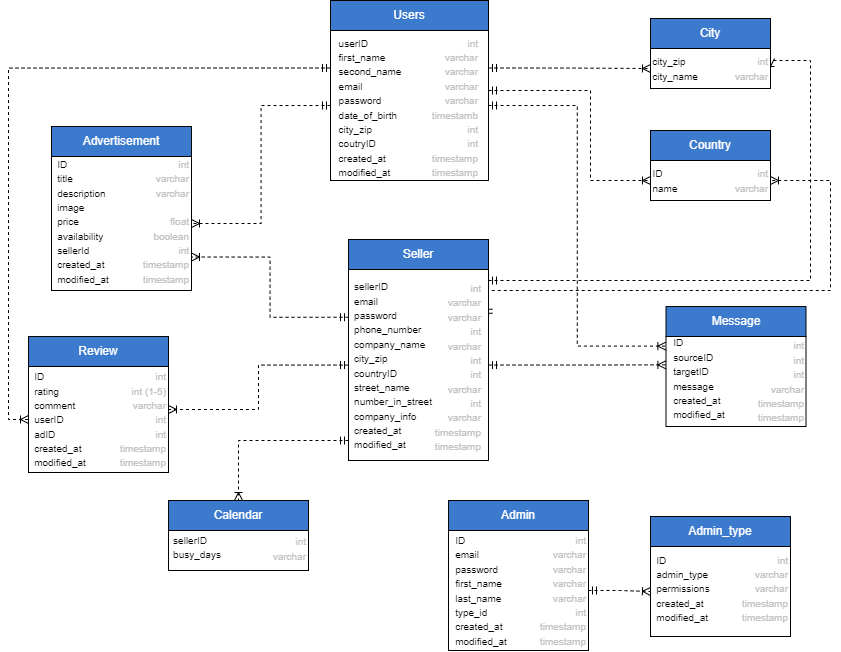 Users
userID int
first_name varchar
second_name varchar
email varchar
password varchar
date_of_birth timestamb
city_zip int
coutryID int
created_at timestamp
modified_at timestamp
City
city_zip int
city_name varchar
Country
ID int
name varchar
Advertisement
ID int
title varchar
description varchar
image
price float
availability boolean
sellerId int
created_at timestamp
modified_at timestamp
Seller
sellerID int
email varchar
password varchar
phone_number int
company_name varchar
city_zip int
countryID int
street_name varchar
number_in_street int
company_info varchar
created_at timestamp
modified_at timestamp
Message
ID int
sourceID int
targetID int
message varchar
created_at timestamp
modified_at timestamp
Review
ID int
rating int (1-5)
comment varchar
userID int
adID int
created_at timestamp
modified_at timestamp
Calendar
sellerID int
busy_days varchar
Admin
ID int
email varchar
password varchar
first_name varchar
last_name varchar
type_id int
created_at timestamp
modified_at timestamp
Admin_type
ID int
admin_type varchar
permissions varchar
created_at timestamp
modified_at timestamp